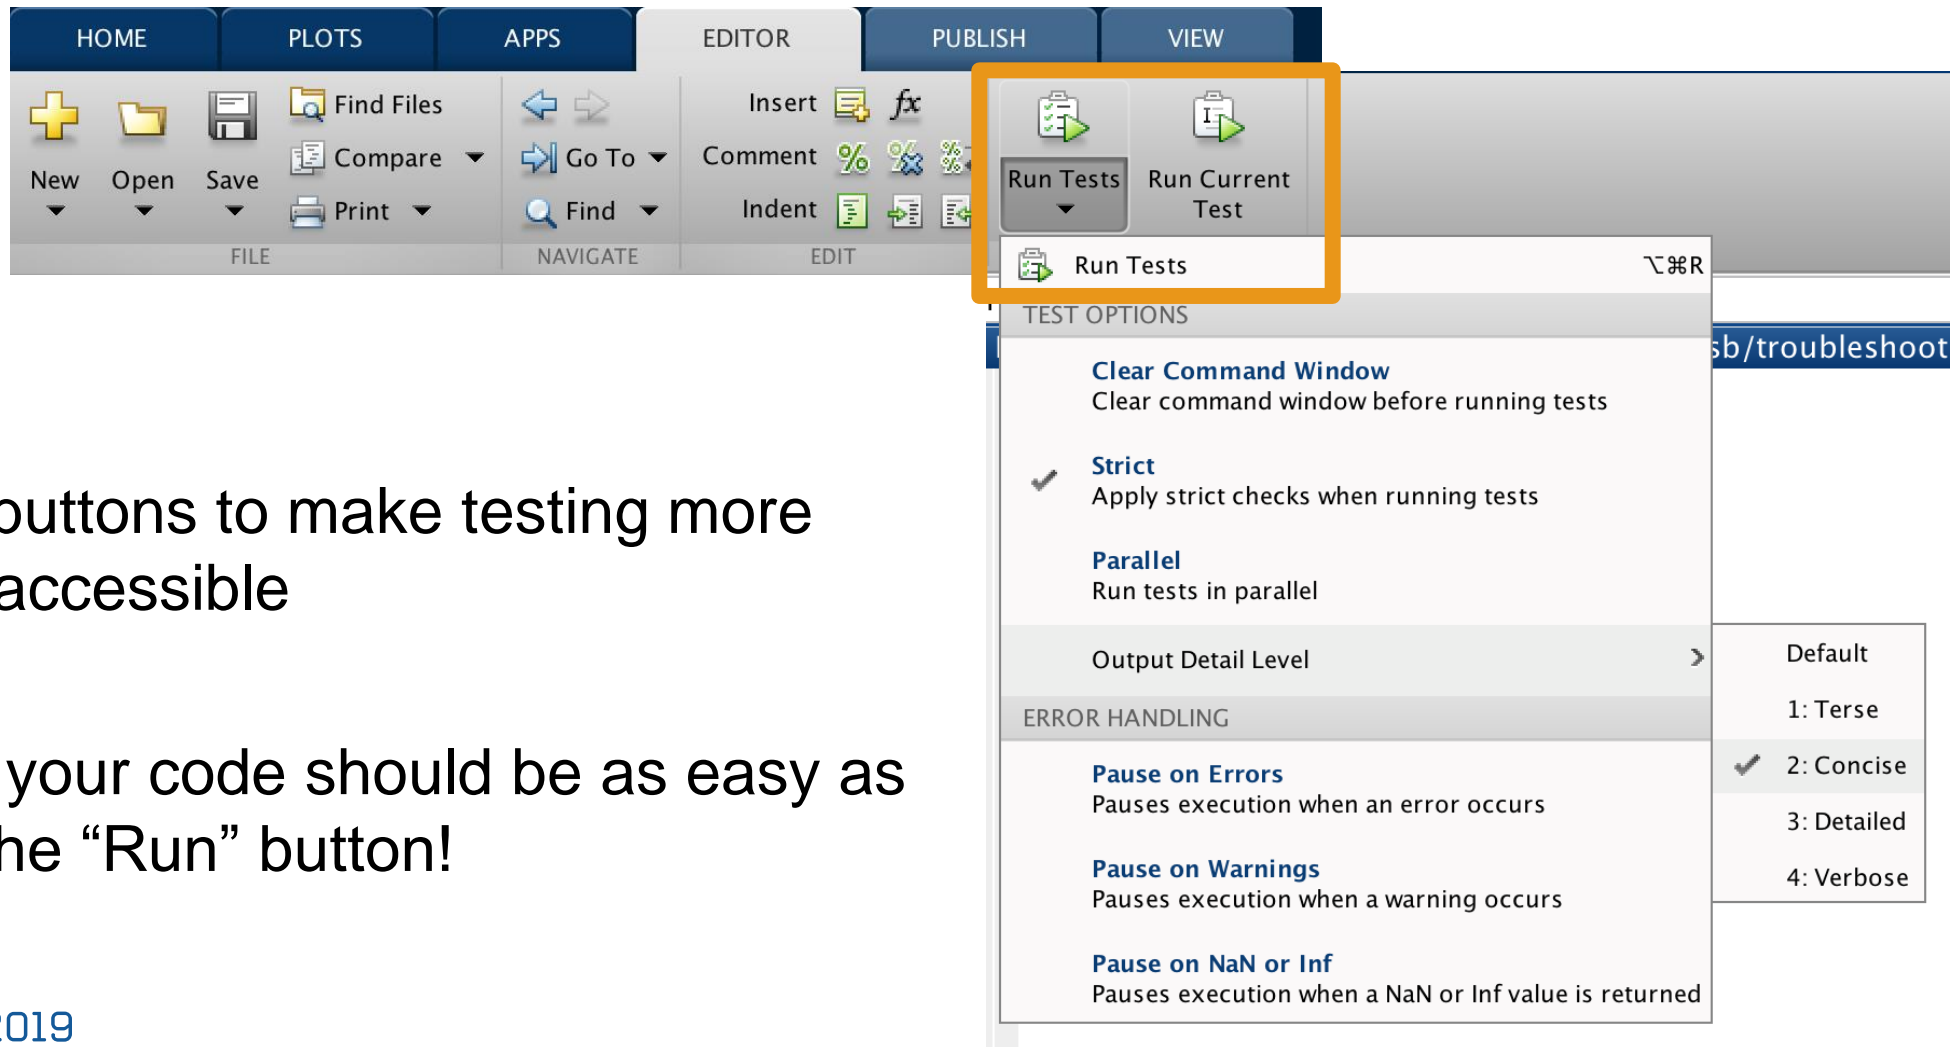 HOME PLOTS APPS EDITOR PUBLISH VIEW
Find Files
Compare
Print
New Open Save
FILE
Go To
Find
NAVIGATE
Insert fx
Comment % % %
Indent
EDIT
Run Tests
Run Current
Test
Run Tests ⌥⌘R
TEST OPTIONS
Clear Command Window
Clear command window before running tests
Strict
Apply strict checks when running tests
Parallel
Run tests in parallel
Output Detail Level
ERROR HANDLING
Pause on Errors
Pauses execution when an error occurs
Pause on Warnings
Pauses execution when a warning occurs
Pause on NaN or Inf
Pauses execution when a NaN or Inf value is returned
Default
1: Terse
2: Concise
3: Detailed
4: Verbose
sb/troubleshoot
buttons to make testing more
accessible
your code should be as easy as
he “Run” button!
2019